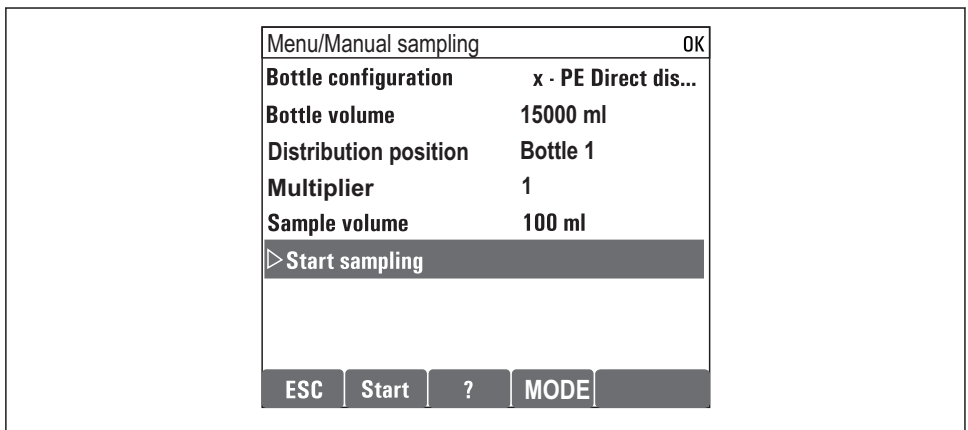 Menu/Manual sampling OK
Bottle configuration x - PE Direct dis...
Bottle volume 15000 ml
Distribution position Bottle 1
Multiplier 1
Sample volume 100 ml
▷Start sampling
ESC Start ? MODE